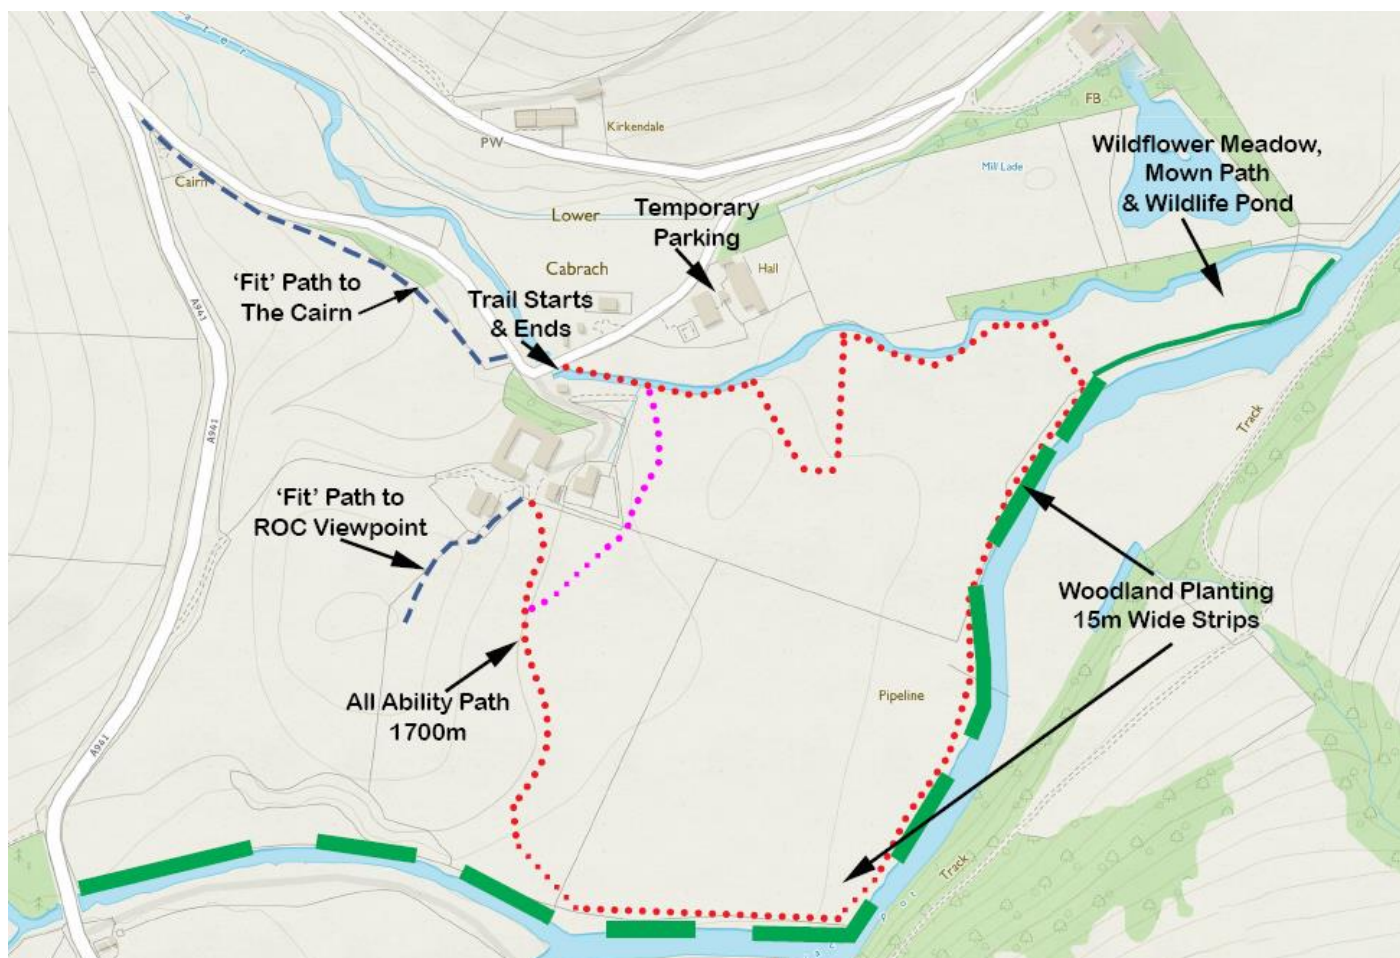 ater
FB
Kirkendale
PW
Wildflower Meadow,
Mown Path
& Wildlife Pond
Mill Lade
Cairn
Lower
Cabrach
Temporary
Parking
Hall
'Fit' Path to
The Cairn
Trail Starts
& Ends
A941
A941
Track
'Fit' Path to
ROC Viewpoint
Woodland Planting
15m Wide Strips
All Ability Path
1700m
Pipeline
A941
Track